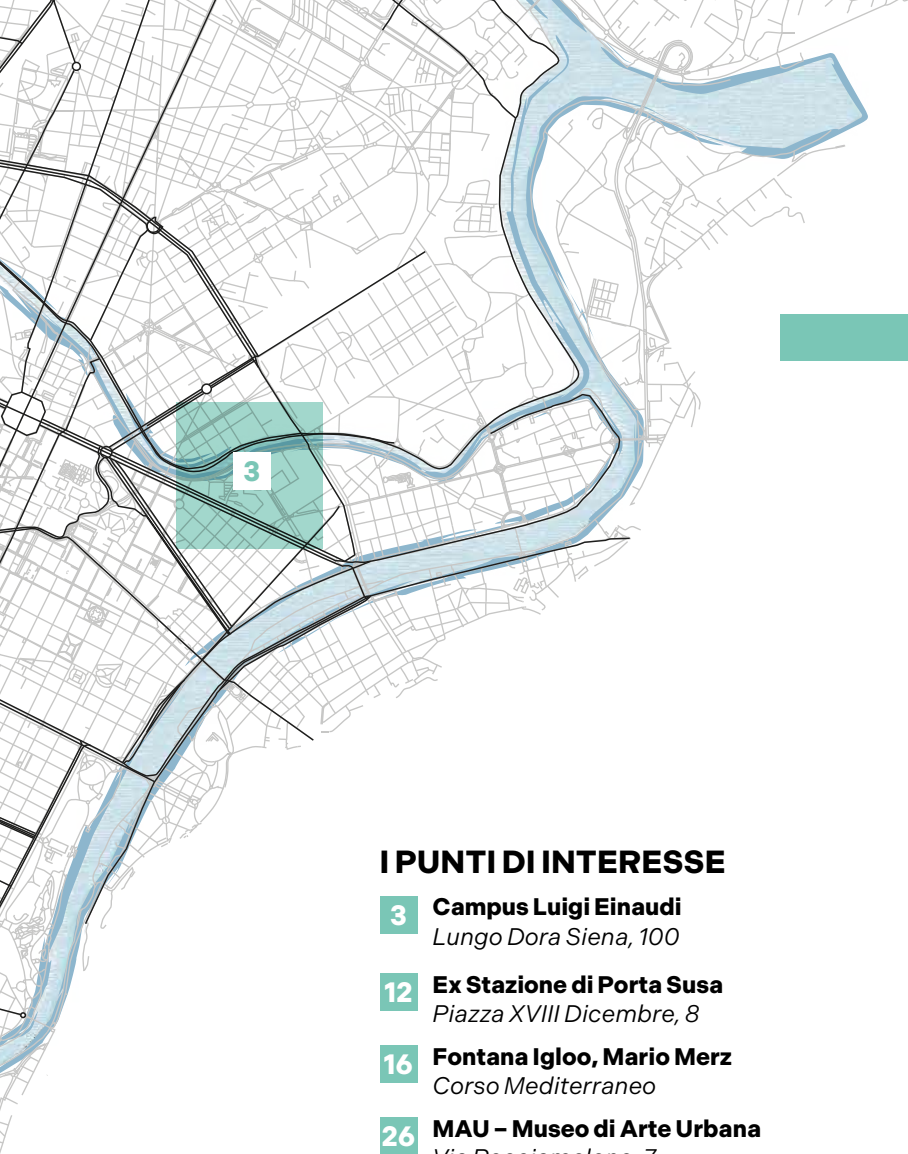 3
I PUNTI DI INTERESSE
3 Campus Luigi Einaudi
Lungo Dora Siena, 100
12 Ex Stazione di Porta Susa
Piazza XVIII Dicembre, 8
16 Fontana Igloo, Mario Merz
Corso Mediterraneo
26 MAU – Museo di Arte Urbana